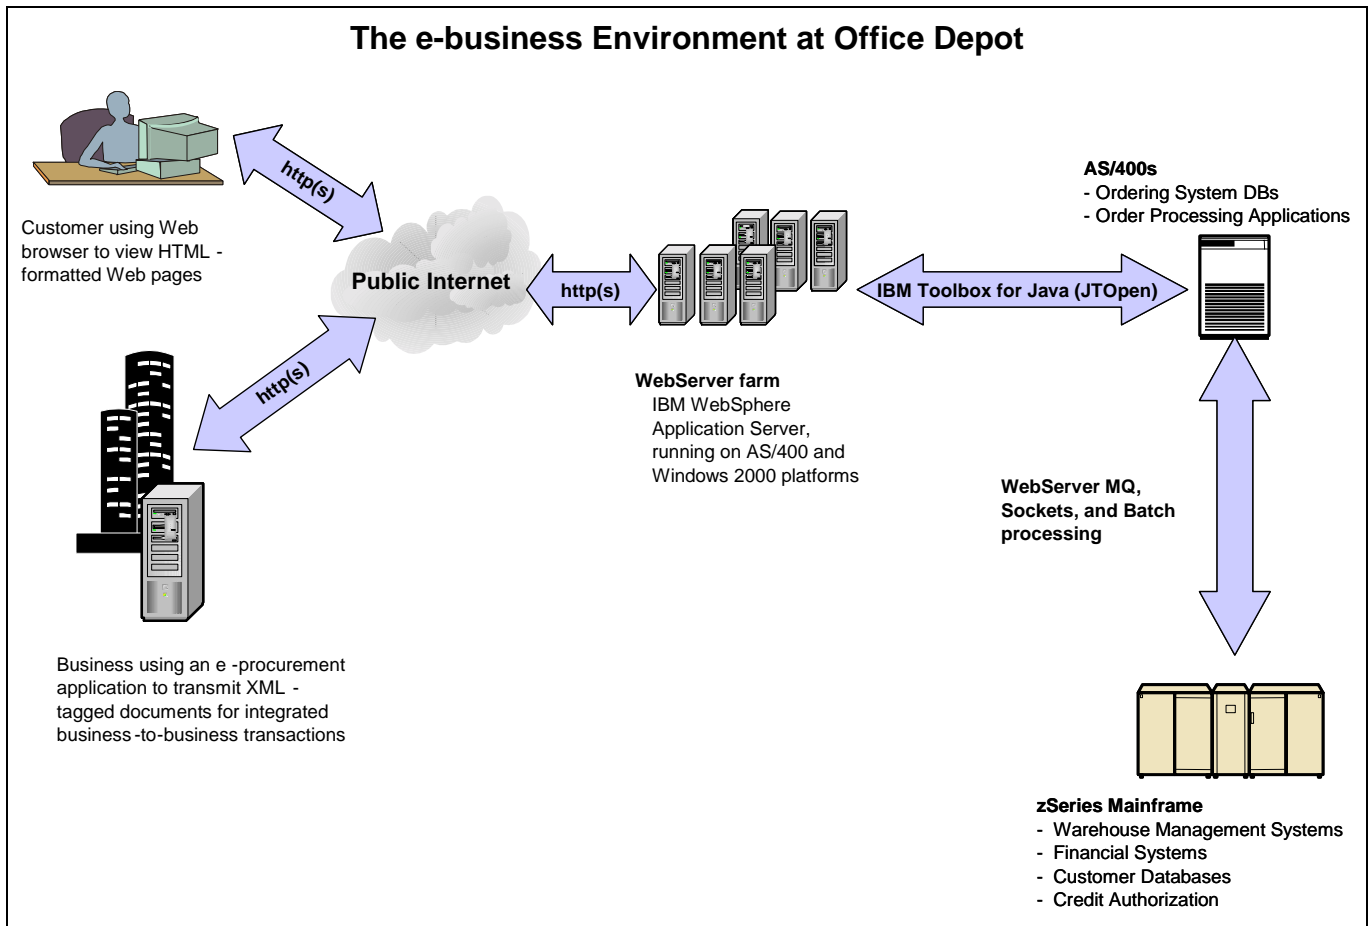 The e-business Environment at Office Depot
http(s)
Customer using Web
browser to view HTML -
formatted Web pages
Public Internet
http(s)
http(s)
Business using an e -procurement
application to transmit XML -
tagged documents for integrated
business -to-business transactions
WebServer farm
IBM WebSphere
Application Server,
running on AS/400 and
Windows 2000 platforms
IBM Toolbox for Java (JTOpen)
AS/400s
- Ordering System DBs
- Order Processing Applications
WebServer MQ,
Sockets, and Batch
processing
zSeries Mainframe
- Warehouse Management Systems
- Financial Systems
- Customer Databases
- Credit Authorization